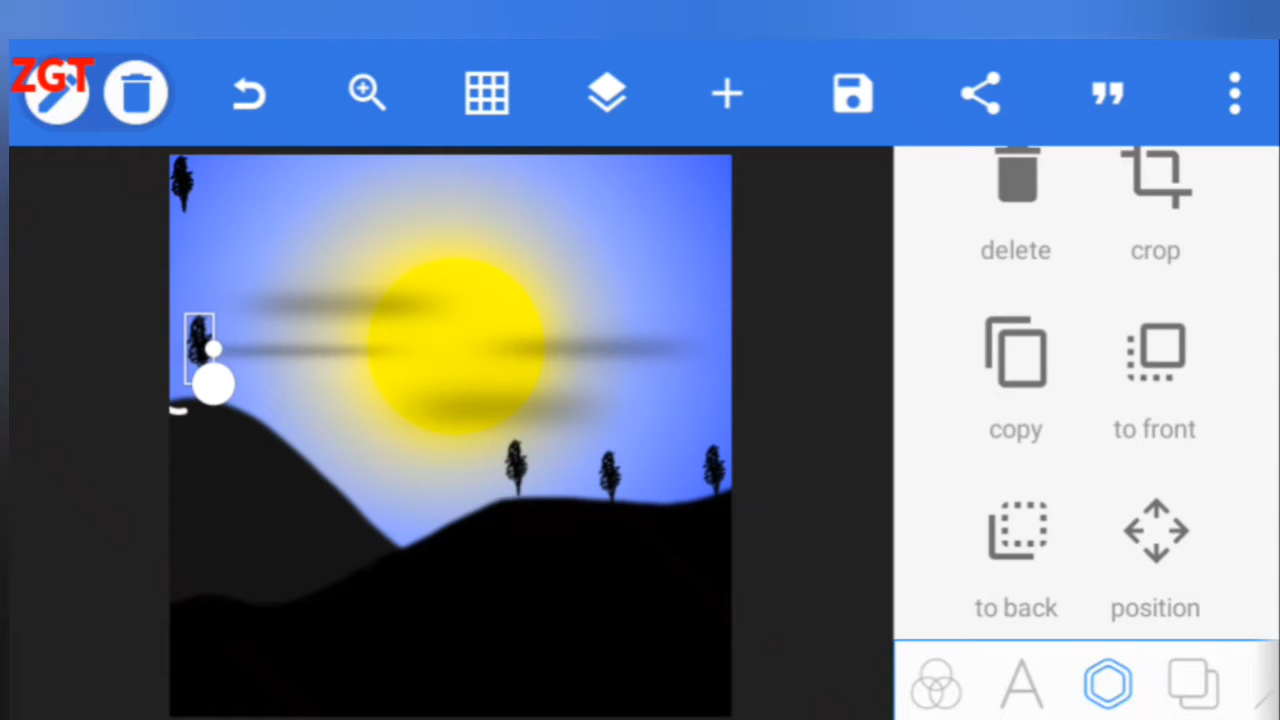 ZGT
delete
crop
copy
to front
to back
position